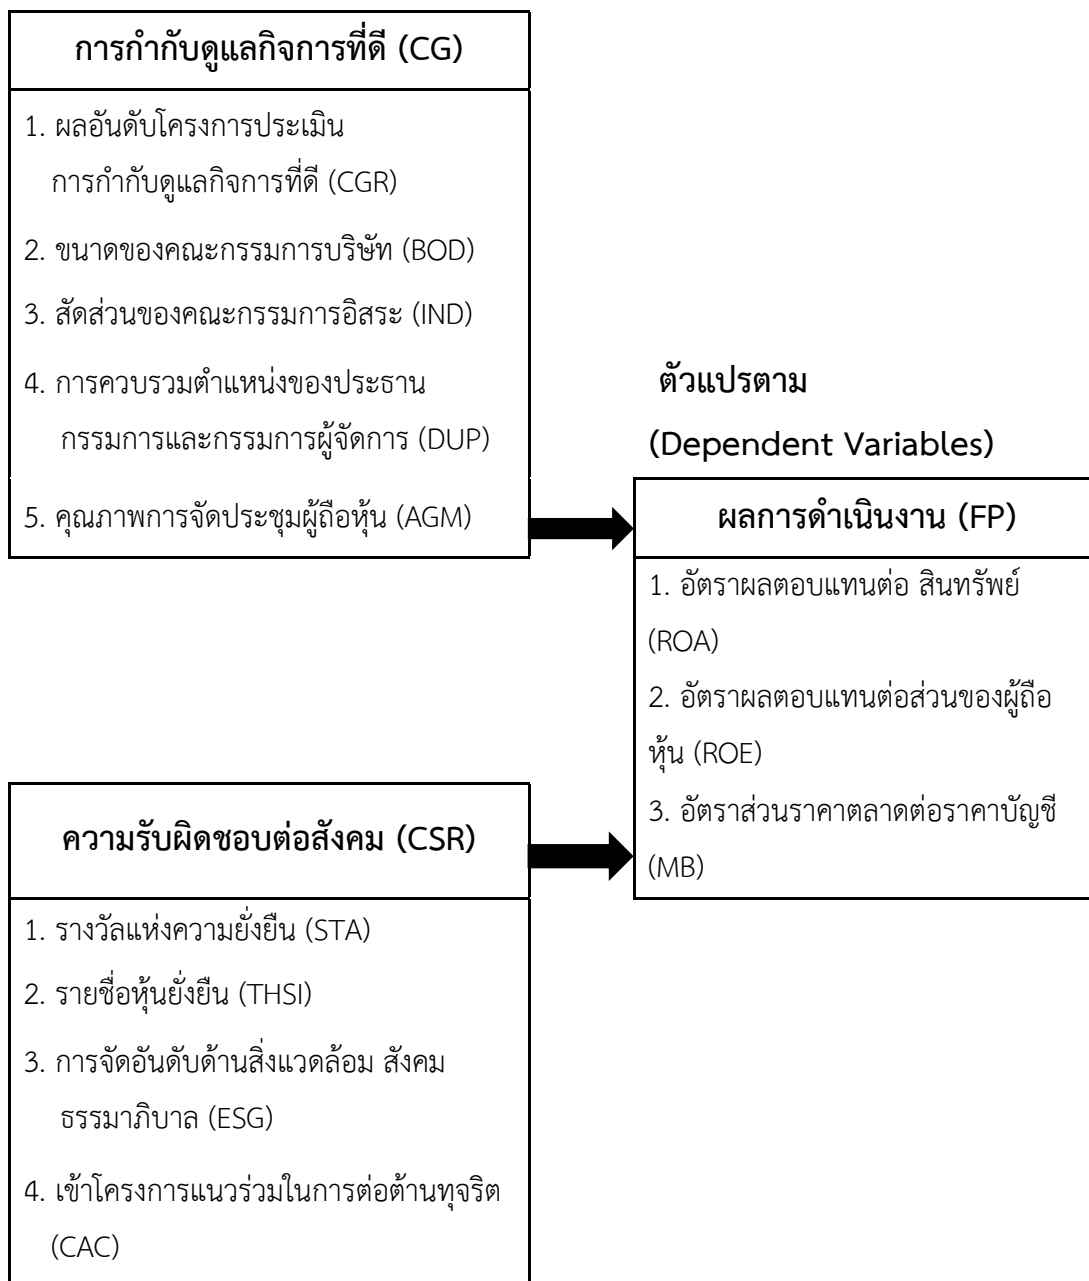 การกำกับดูแลกิจการที่ดี (CG)
1. ผลอันดับโครงการประเมิน
การกำกับดูแลกิจการที่ดี (CGR)
2. ขนาดของคณะกรรมการบริษัท (BOD)
3. สัดส่วนของคณะกรรมการอิสระ (IND)
4. การควบรวมตำแหน่งของประธาน
กรรมการและกรรมการผู้จัดการ (DUP)
5. คุณภาพการจัดประชุมผู้ถือหุ้น (AGM)
ตัวแปรตาม
(Dependent Variables)
ผลการดำเนินงาน (FP)
1. อัตราผลตอบแทนต่อ สินทรัพย์
(ROA)
2. อัตราผลตอบแทนต่อส่วนของผู้ถือ
หุ้น (ROE)
3. อัตราส่วนราคาตลาดต่อราคาบัญชี
(MB)
ความรับผิดชอบต่อสังคม (CSR)
1. รางวัลแห่งความยั่งยืน (STA)
2. รายชื่อหุ้นยั่งยืน (THSI)
3. การจัดอันดับด้านสิ่งแวดล้อม สังคม
ธรรมาภิบาล (ESG)
4. เข้าโครงการแนวร่วมในการต่อต้านทุจริต
(CAC)